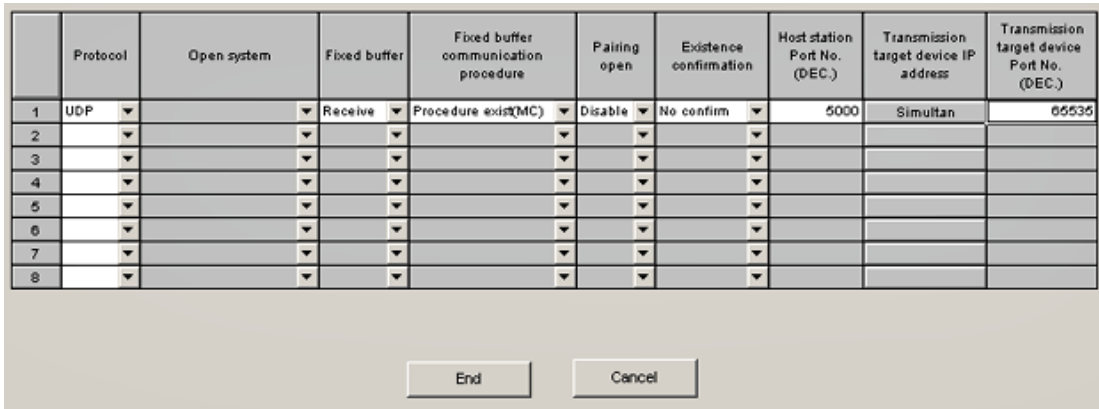 Protocol Open system Fixed buffer Fixed buffer communication procedure Pairing open Existence confirmation Host station Port No. (DEC.) Transmission target device IP address Transmission target device Port No. (DEC.)
1 UDP Receive Procedure exist(MC) Disable No confirm 5000 Simultan 65535
2
3
4
5
6
7
8
End Cancel